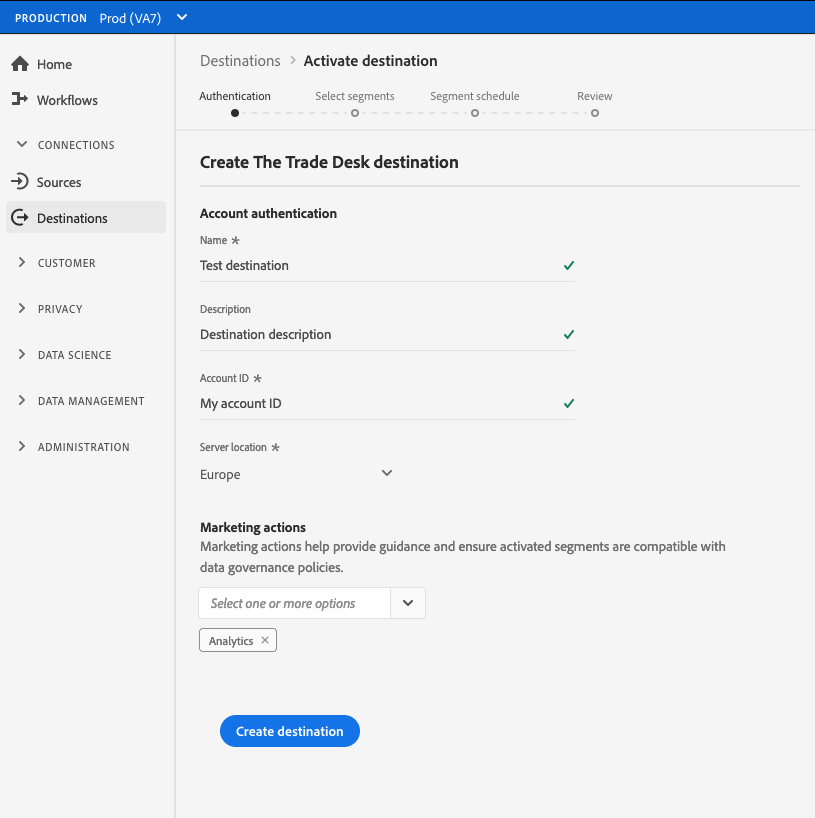 PRODUCTION Prod (VA7)
Home
Workflows
CONNECTIONS
Sources
Destinations
CUSTOMER
PRIVACY
DATA SCIENCE
DATA MANAGEMENT
ADMINISTRATION
Destinations > Activate destination
Authentication Select segments Segment schedule Review
Create The Trade Desk destination
Account authentication
Name *
Test destination
Description
Destination description
Account ID *
My account ID
Server location *
Europe
Marketing actions
Marketing actions help provide guidance and ensure activated segments are compatible with
data governance policies.
Select one or more options
Analytics ×
Create destination